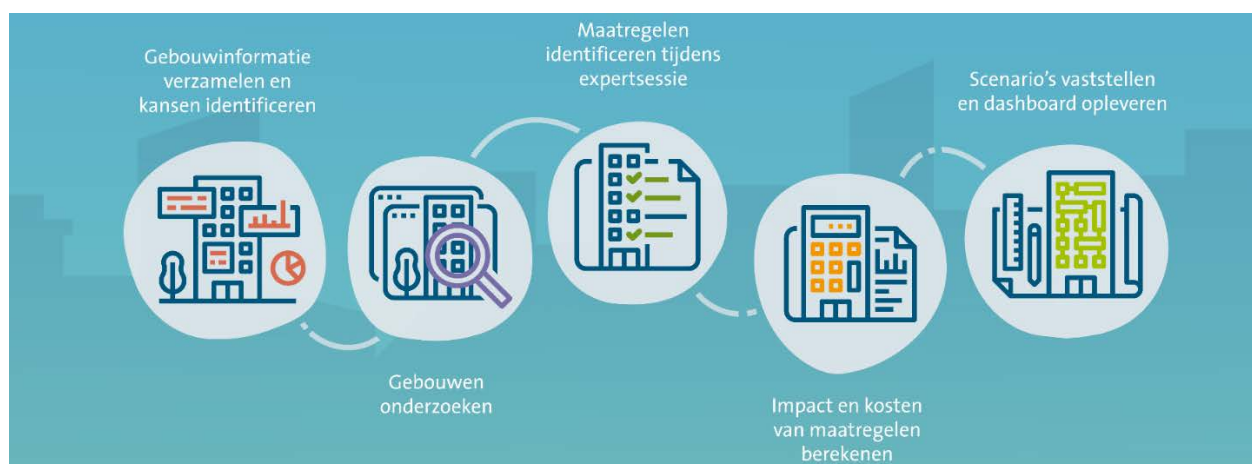 Gebouwinformatie
verzamelen en
kansen identificeren
Gebouwen
onderzoeken
Maatregelen
identificeren tijdens
expertsessie
Impact en kosten
van maatregelen
berekenen
Scenario's vaststellen
en dashboard opleveren